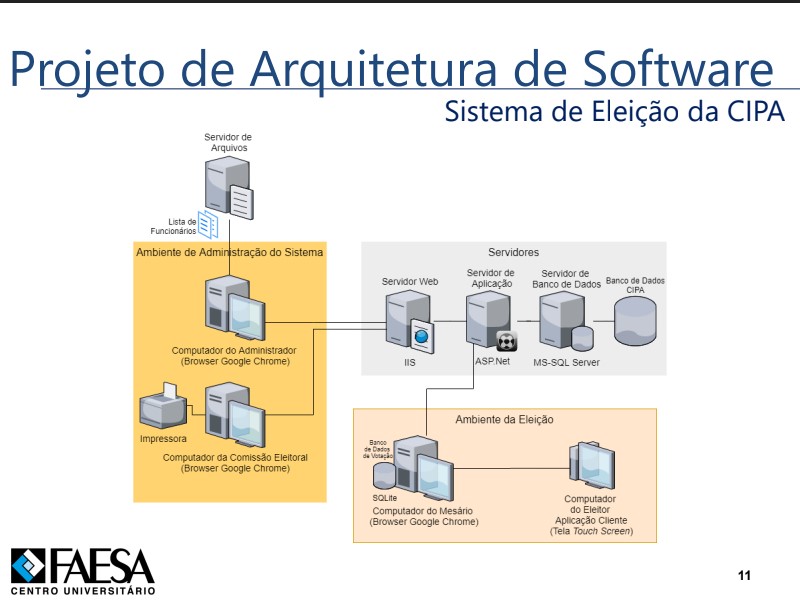 Projeto de Arquitetura de Software
Sistema de Eleição da CIPA
Servidor de
Arquivos
Lista de
Funcionários
Ambiente de Administração do Sistema
Computador do Administrador
(Browser Google Chrome)
Impressora
Computador da Comissão Eleitoral
(Browser Google Chrome)
Servidores
Servidor Web
IIS
Servidor de
Aplicação
ASP.Net
Servidor de
Banco de Dados
MS-SQL Server
Banco de Dados
CIPA
Ambiente da Eleição
Banco
de Dados
de Votação
SQLite
Computador do Mesário
(Browser Google Chrome)
Computador
do Eleitor
Aplicação Cliente
(Tela Touch Screen)
FAESA
CENTRO UNIVERSITÁRIO
11